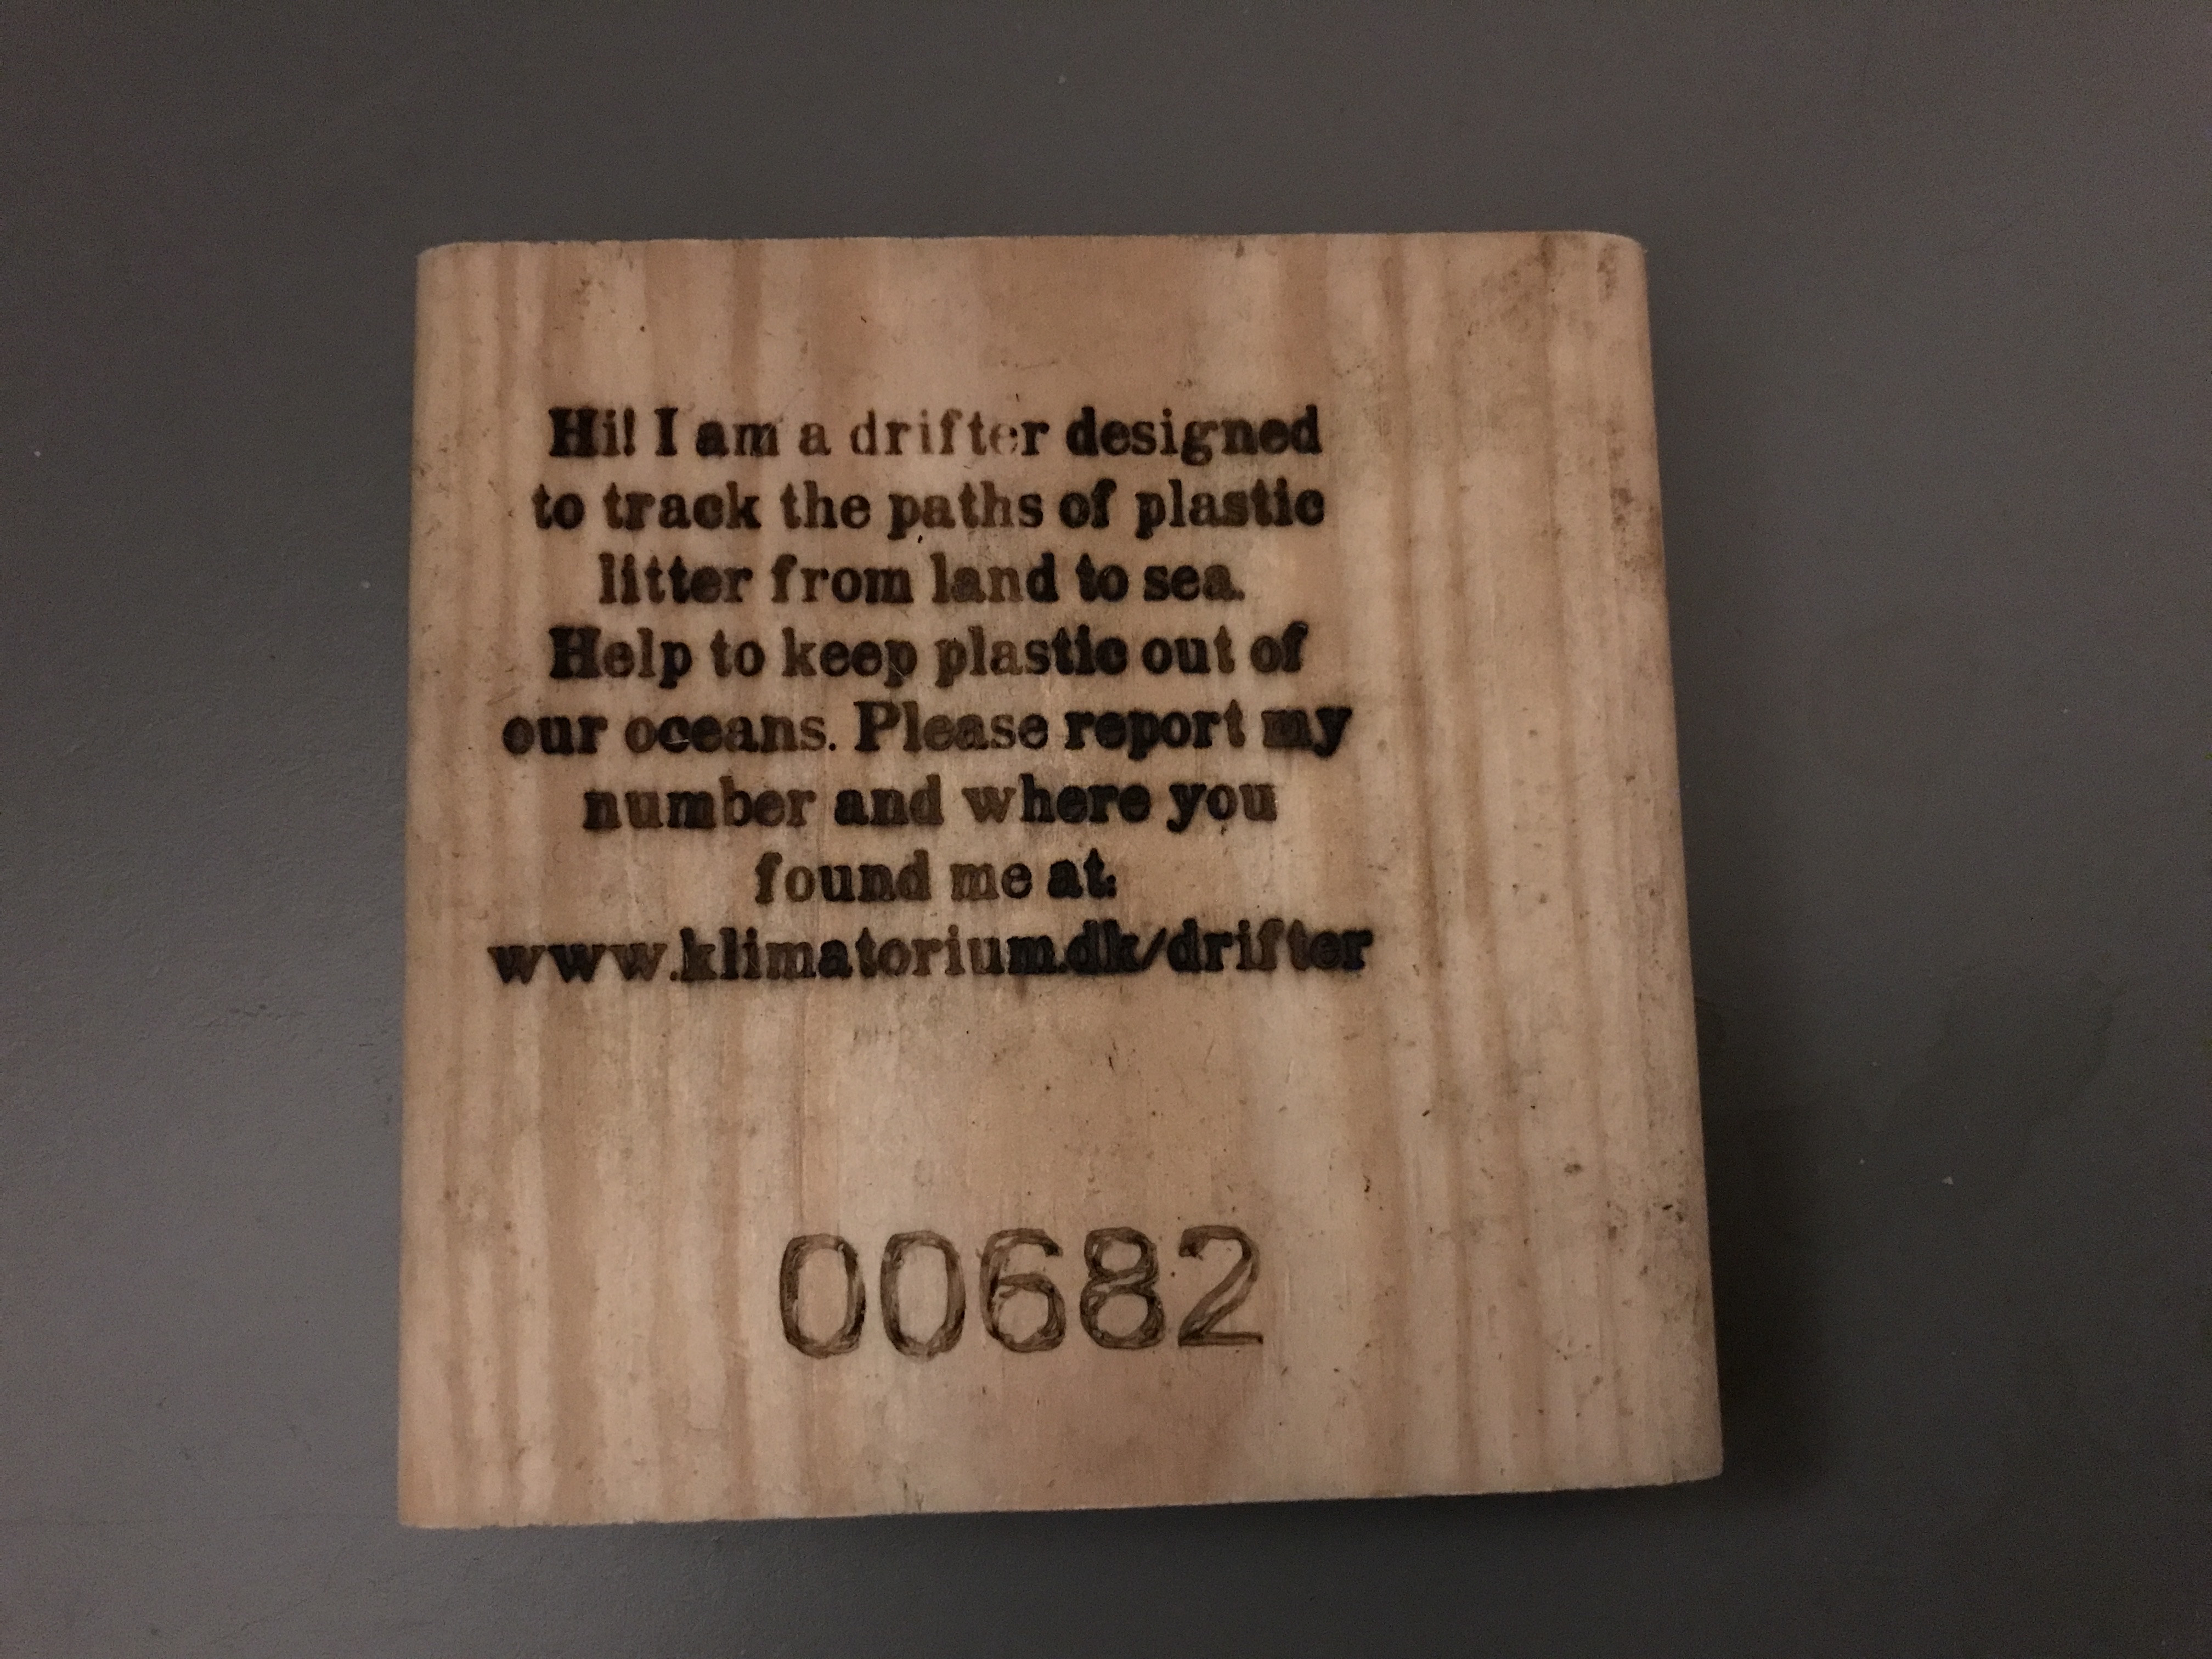 Hi! I am a drifter designed
to track the paths of plastic
litter from land to sea.
Help to keep plastic out of
our oceans. Please report my
number and where you
found me at:
www.klimatorium.dk/drifter
00682